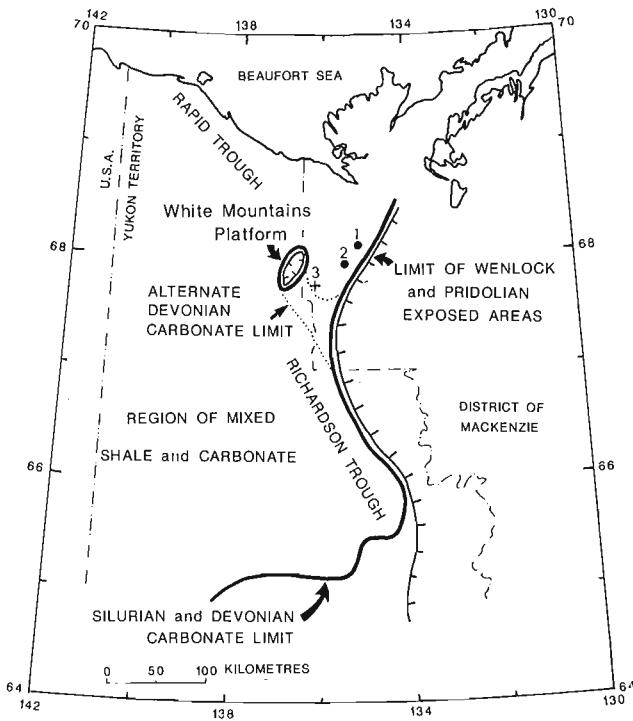 142
138
134
130
70
70
BEAUFORT SEA
RAPID TROUGH
U.S.A.
YUKON TERRITORY
White Mountains
Platform
68
68
1
2
3
LIMIT OF WENLOCK
and PRIDOLIAN
EXPOSED AREAS
ALTERNATE
DEVONIAN
CARBONATE LIMIT
RICHARDSON TROUGH
DISTRICT OF
MACKENZIE
REGION OF MIXED
SHALE and CARBONATE
66
66
SILURIAN and DEVONIAN
CARBONATE LIMIT
0 50 100 KILOMETRES
64
64
142
138
134
130